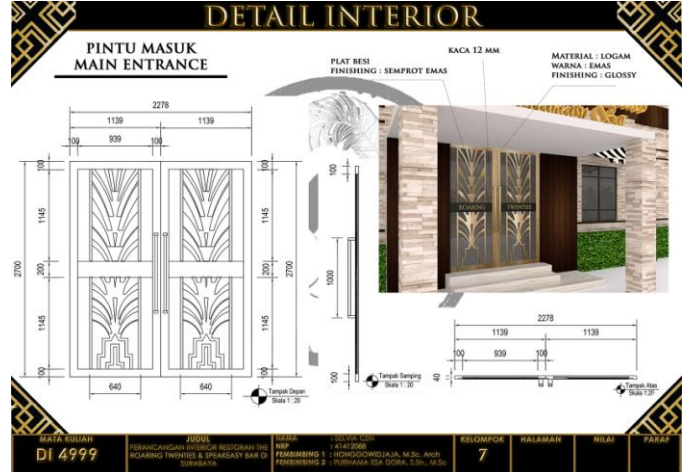 DETAIL INTERIOR
PINTU MASUK
MAIN ENTRANCE
PLAT BESI
FINISHING : SEMPROT EMAS
KACA 12 MM
MATERIAL : LOGAM
WARNA : EMAS
FINISHING : GLOSSY
2278
1139 1139
100 939 100
100 100
1145 1145
2700 200 200 2700
1145 1145
100 100
640 640
Tampak Depan
Skala 1 : 20
100
1000
100
Tampak Samping
Skala 1 : 20
ROARING TWENTIES
2278
1139 1139
100 939 100
40
Tampak Atas
Skala 1:20
MATA KULIAH
DI 4999
JUDUL
PERANCANGAN INTERIOR RESTORAN THE
ROARING TWENTIES & SPEAKEASY BAR DI
SURABAYA
NAMA : SELVIA CEN
NRP : 41412088
PEMBIMBING 1 : HONGGOWIDJAJA, M.Sc. Arch
PEMBIMBING 2 : PURNAMA ESA DORA, S.Sn., M.Sc
KELOMPOK
7
HALAMAN
NILAI
PARAF